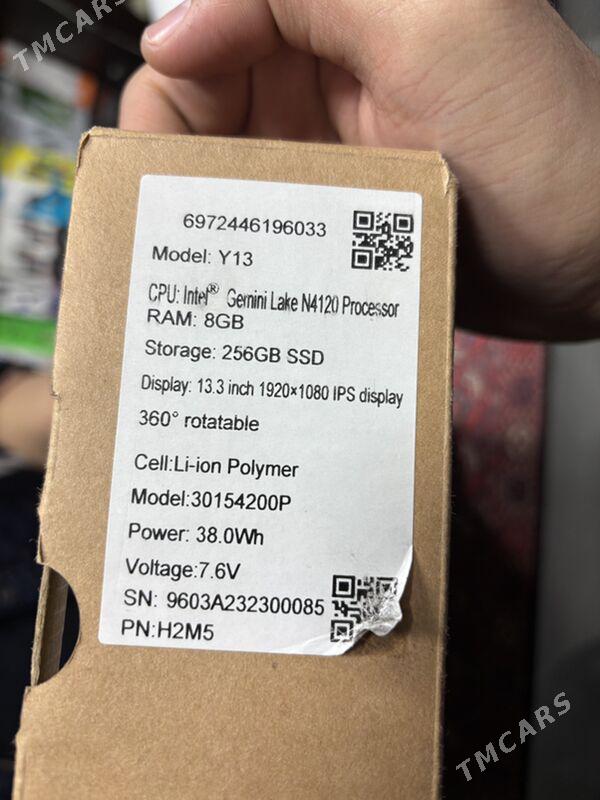 TMCARS
6972446196033
Model: Y13
CPU: Intel® Gemini Lake N4120 Processor
RAM: 8GB
Storage: 256GB SSD
Display: 13.3 inch 1920×1080 IPS display
360° rotatable
Cell:Li-ion Polymer
Model:30154200P
Power: 38.0Wh
Voltage:7.6V
SN: 9603A232300085
PN:H2M5
TMCARS